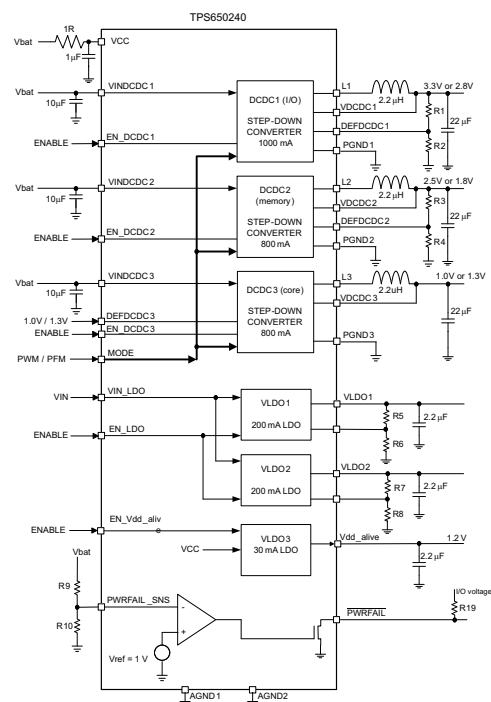 TPS650240
1R
Vbat
VCC
1μF
Vbat
VINDCDC1
10μF
ENABLE
EN_DCDC1
DCDC1 (I/O)
STEP-DOWN
CONVERTER
1000 mA
L1
2.2 μH
3.3V or 2.8V
VDCDC1
R1
DEFDCDC1
22 μF
R2
PGND1
Vbat
VINDCDC2
10μF
ENABLE
EN_DCDC2
DCDC2
(memory)
STEP-DOWN
CONVERTER
800 mA
L2
2.2 μH
2.5V or 1.8V
VDCDC2
R3
DEFDCDC2
22 μF
R4
PGND2
Vbat
VINDCDC3
10μF
1.0V / 1.3V
DEFDCDC3
ENABLE
EN_DCDC3
PWM / PFM
MODE
DCDC3 (core)
STEP-DOWN
CONVERTER
800 mA
L3
2.2uH
1.0V or 1.3V
VDCDC3
22 μF
PGND3
VIN
VIN_LDO
ENABLE
EN_LDO
VLDO1
200 mA LDO
VLDO1
R5
2.2 μF
R6
VLDO2
200 mA LDO
VLDO2
R7
2.2 μF
R8
ENABLE
EN_Vdd_aliv
e
VCC
VLDO3
30 mA LDO
Vdd_alive
1.2 V
2.2 μF
Vbat
R9
PWRFAIL_SNS
R10
-
+
Vref = 1 V
PWRFAIL
I/O voltage
R19
AGND1
AGND2